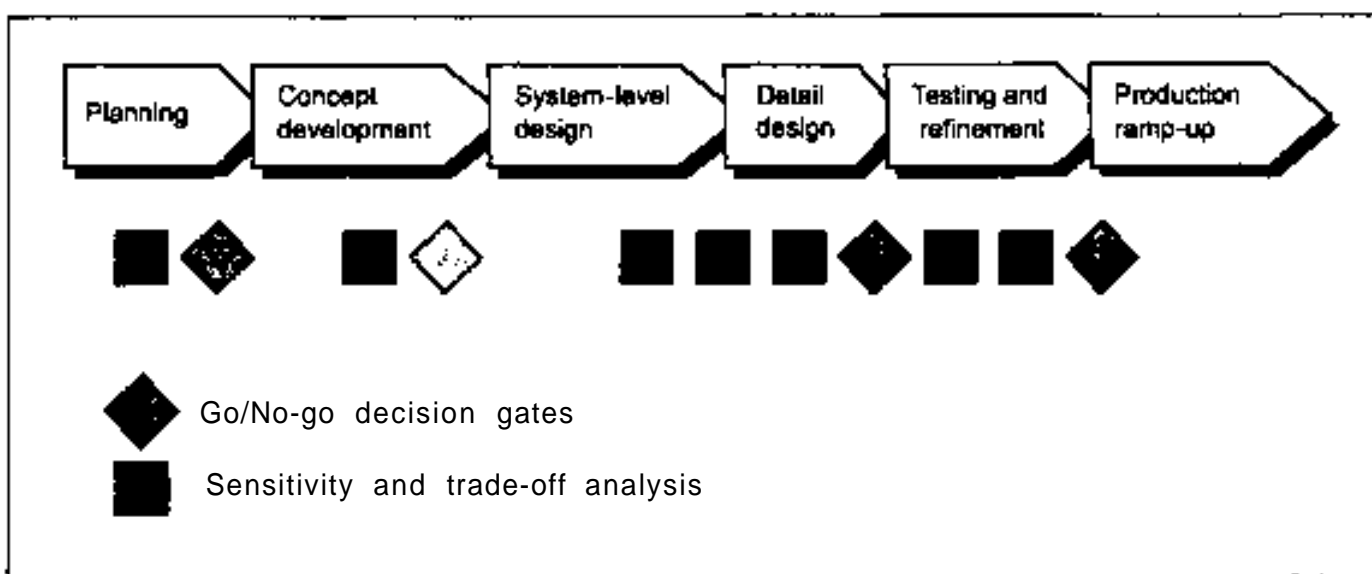 Planning
Concept
development
System-level
design
Detail
design
Testing and
refinement
Production
ramp-up
Go/No-go decision gates
Sensitivity and trade-off analysis